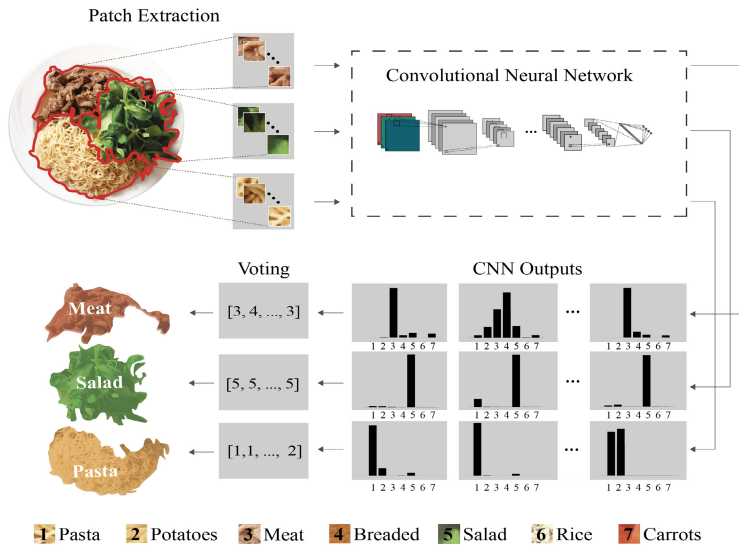 Patch Extraction
Convolutional Neural Network
Voting
CNN Outputs
Meat
[3, 4, ..., 3]
1 2 3 4 5 6 7
1 2 3 4 5 6 7
1 2 3 4 5 6 7
Salad
[5, 5, ..., 5]
1 2 3 4 5 6 7
1 2 3 4 5 6 7
1 2 3 4 5 6 7
Pasta
[1,1, ..., 2]
1 2 3 4 5 6 7
1 2 3 4 5 6 7
1 2 3 4 5 6 7
1 Pasta 2 Potatoes 3 Meat 4 Breaded 5 Salad 6 Rice 7 Carrots